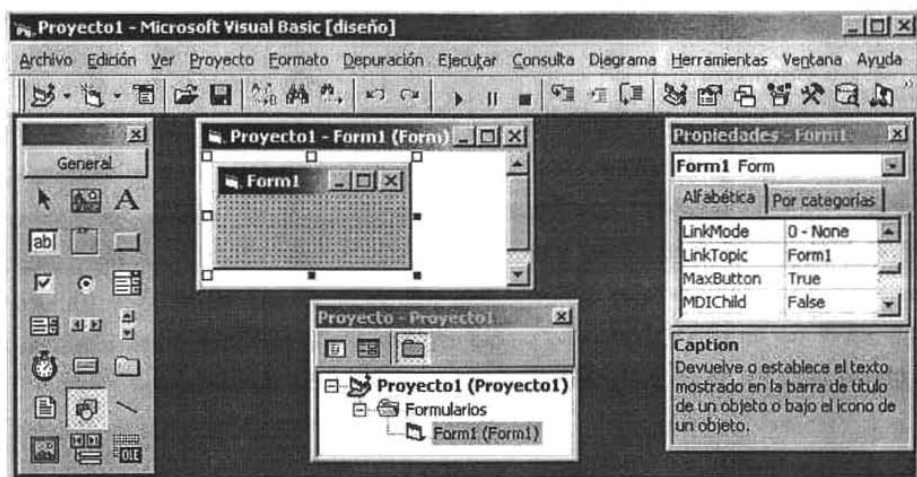 Proyecto1 - Microsoft Visual Basic [diseño]
Archivo Edición Ver Proyecto Formato Depuración Ejecutar Consulta Diagrama Herramientas Ventana Ayuda
General
A
ab
Proyecto1 - Form1 (Form)
Form1
Proyecto - Proyecto1
Proyecto1 (Proyecto1)
Formularios
Form1 (Form1)
OLE
Propiedades - Form1
Form1 Form
Alfabética Por categorías
LinkMode 0 - None
LinkTopic Form1
MaxButton True
MDIChild False
Caption
Devuelve o establece el texto
mostrado en la barra de título
de un objeto o bajo el icono de
un objeto.